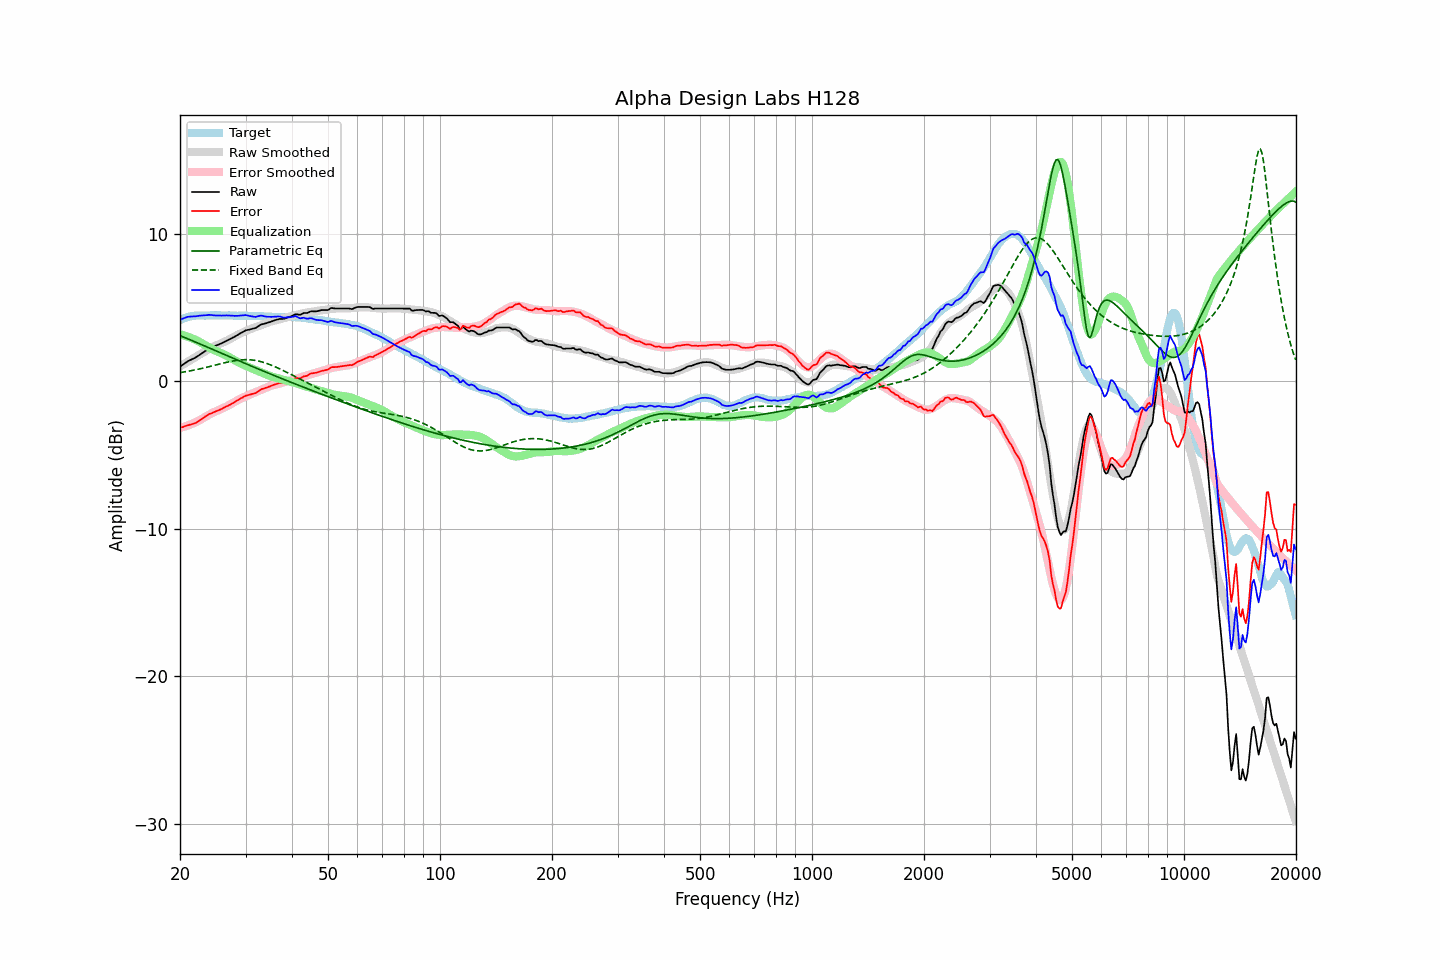 Alpha Design Labs H128
Target
Raw Smoothed
Error Smoothed
Raw
Error
Equalization
Parametric Eq
Fixed Band Eq
Equalized
Amplitude (dBr)
10
0
−10
−20
−30
20 50 100 200 500 1000 2000 5000 10000 20000
Frequency (Hz)